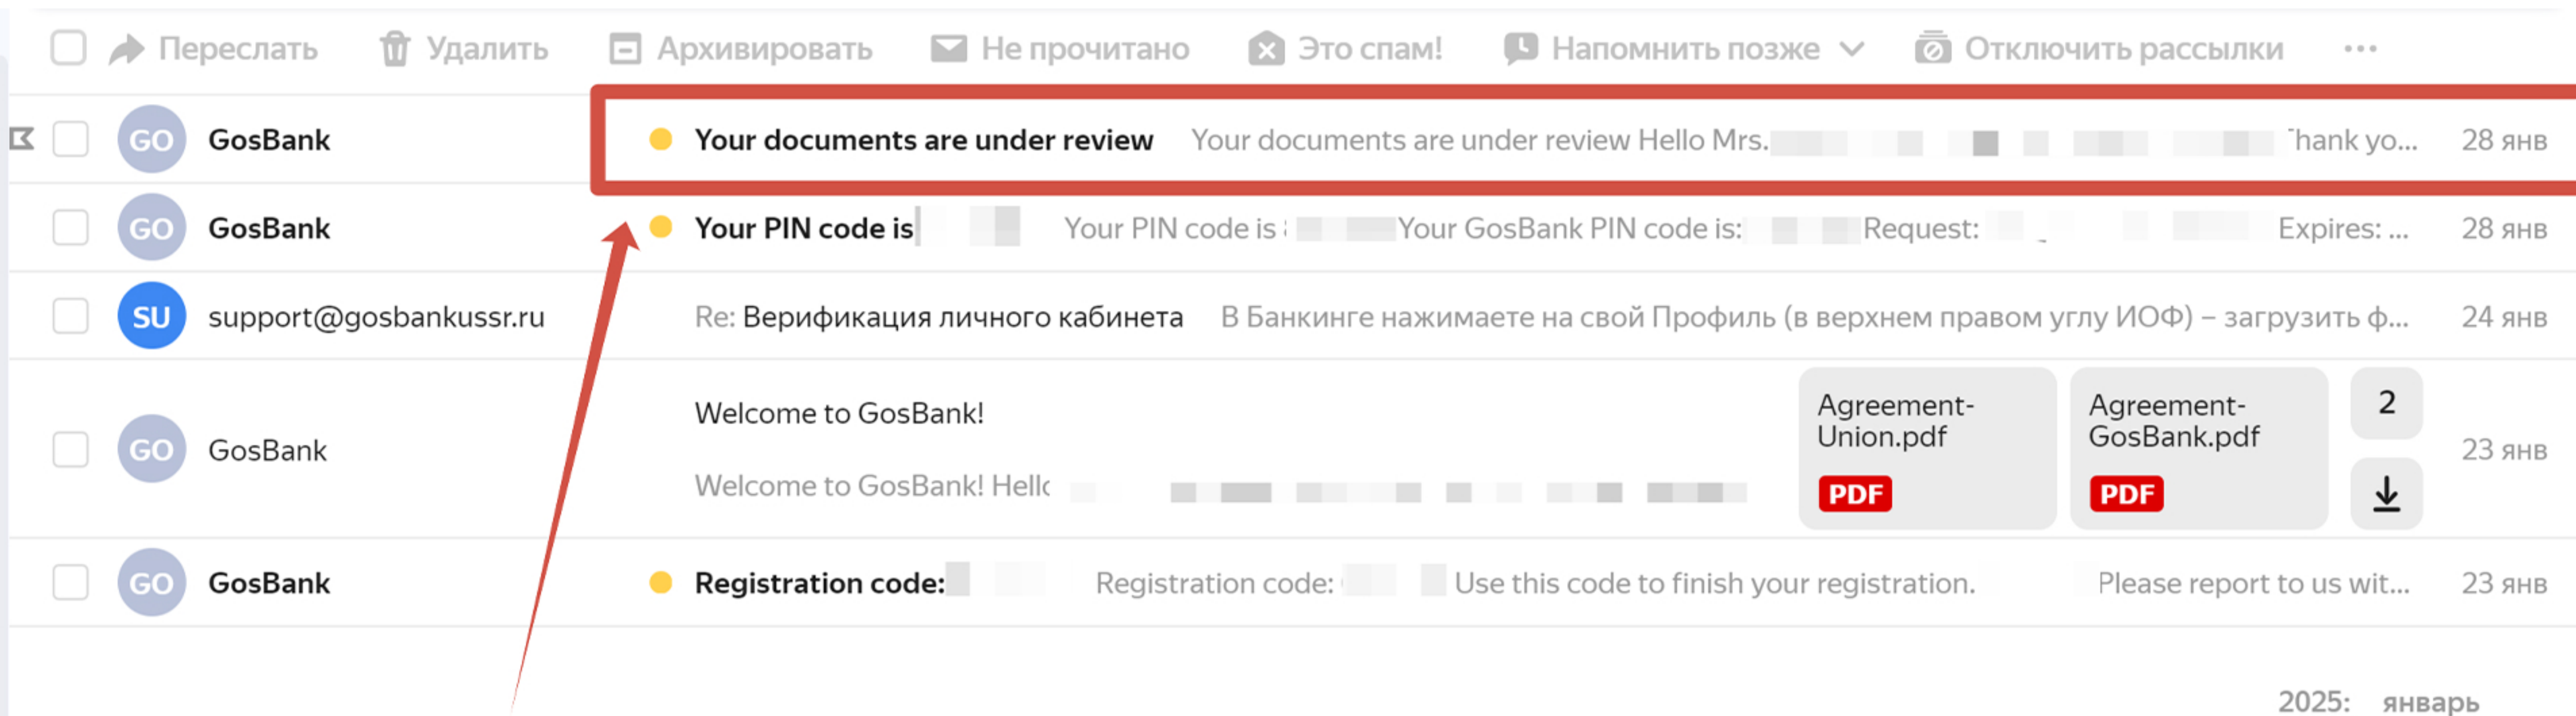 Переслать Удалить Архивировать Не прочитано Это спам! Напомнить позже Отключить рассылки ...
GO GosBank Your documents are under review Your documents are under review Hello Mrs. hank yo... 28 янв
GO GosBank Your PIN code is Your PIN code is Your GosBank PIN code is: Request: Expires: ... 28 янв
SU support@gosbankussr.ru Re: Верификация личного кабинета В Банкинге нажимаете на свой Профиль (в верхнем правом углу ИОФ) – загрузить ф... 24 янв
GO GosBank Welcome to GosBank! 23 янв
Welcome to GosBank! Hello
Agreement-
Union.pdf
PDF
Agreement-
GosBank.pdf
PDF
2
GO GosBank Registration code: Registration code: Use this code to finish your registration. Please report to us wit... 23 янв
2025: январь